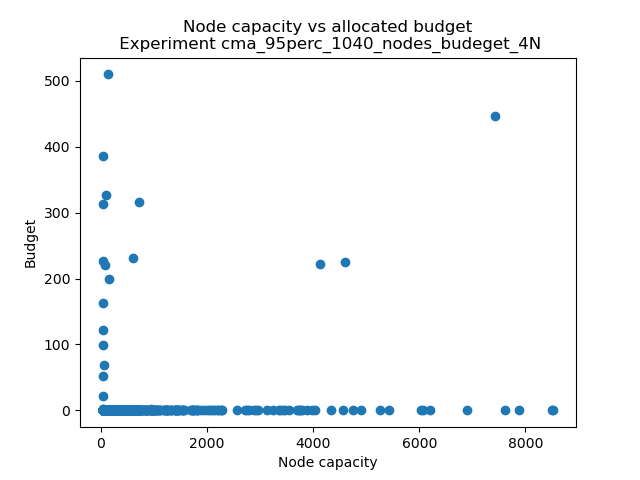 Node capacity vs allocated budget
Experiment cma_95perc_1040_nodes_budeget_4N
500
400
300
200
100
0
Budget
0 2000 4000 6000 8000
Node capacity